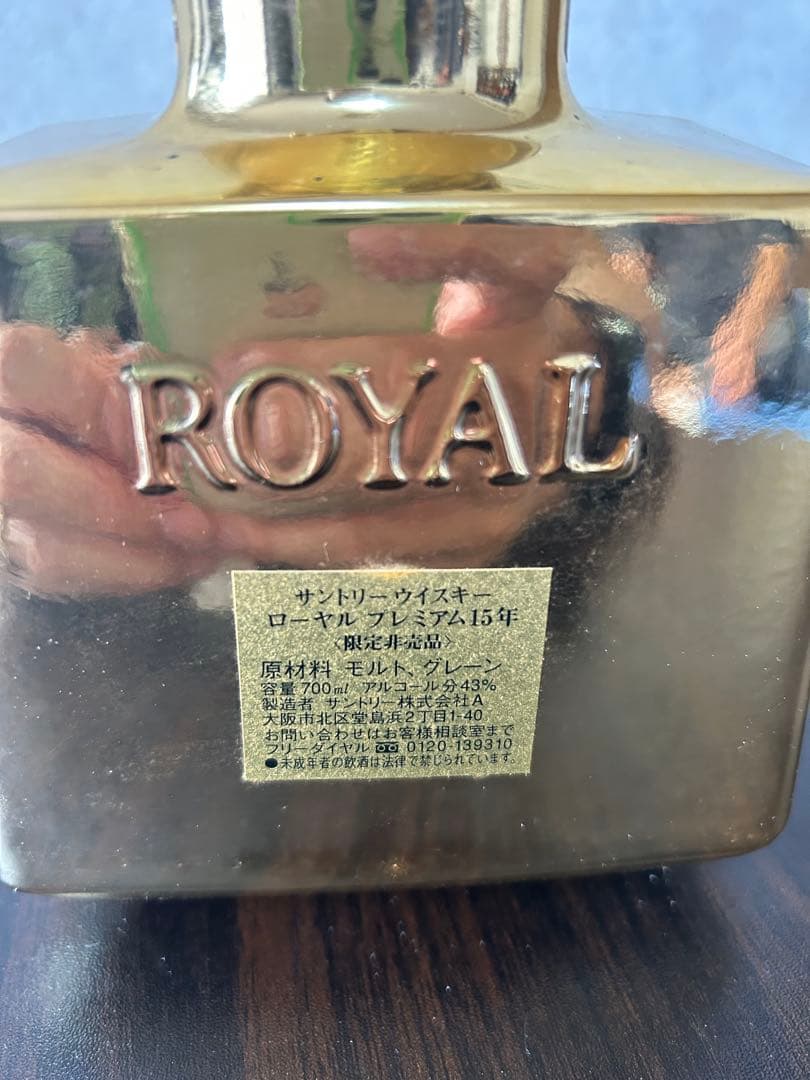 ROYAL
サントリーウイスキー
ローヤル プレミアム15年
〈限定非売品〉
原材料 モルト、グレーン
容量700ml アルコール分43%
製造者 サントリー株式会社A
大阪市北区堂島浜2丁目1-40
お問い合わせはお客様相談室まで
フリーダイヤル 0120-139310
●未成年者の飲酒は法律で禁じられています。